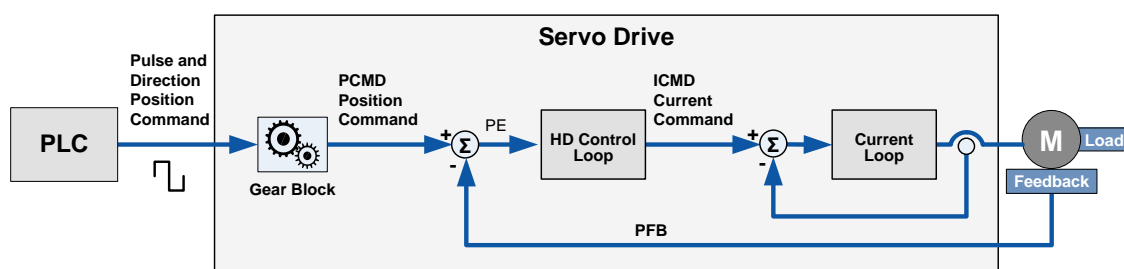 Servo Drive
Pulse and
Direction
Position
Command
PLC
PCMD
Position
Command
Gear Block
+
Σ
-
PE
HD Control
Loop
ICMD
Current
Command
+
Σ
-
Current
Loop
M
Load
Feedback
PFB